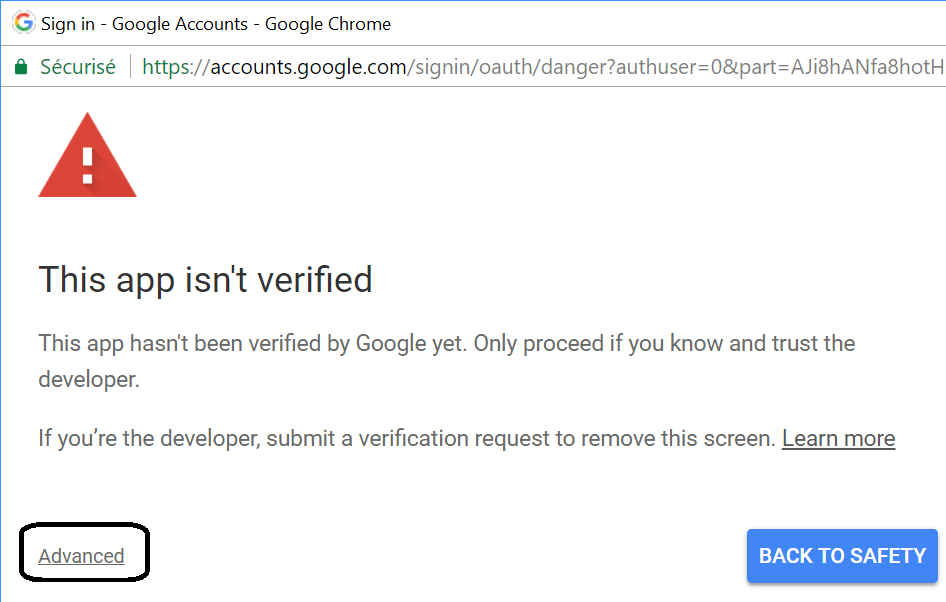 Sign in - Google Accounts - Google Chrome
Sécurisé https://accounts.google.com/signin/oauth/danger?authuser=0&part=AJi8hANfa8hotH
This app isn't verified
This app hasn't been verified by Google yet. Only proceed if you know and trust the
developer.
If you’re the developer, submit a verification request to remove this screen. Learn more
Advanced BACK TO SAFETY